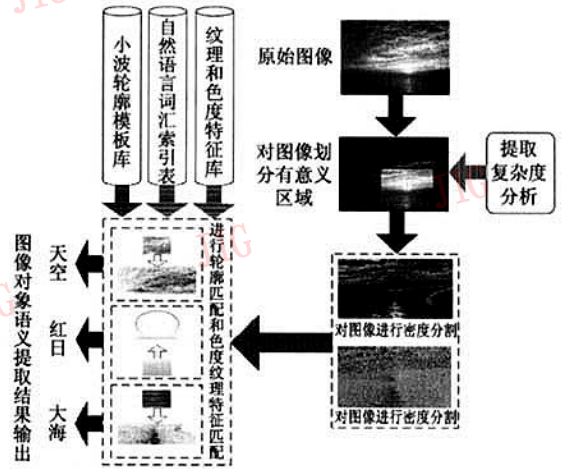 小波轮廓模板库
自然语言词汇索引表
纹理和色度特征库
原始图像
对图像划
分有意义
区域
提取
复杂度
分析
对图像进行密度分割
对图像进行密度分割
进行轮廓匹配和色度纹理特征匹配
天空
红日
大海
图像对象语义提取结果输出
JIG
JIG
JIG